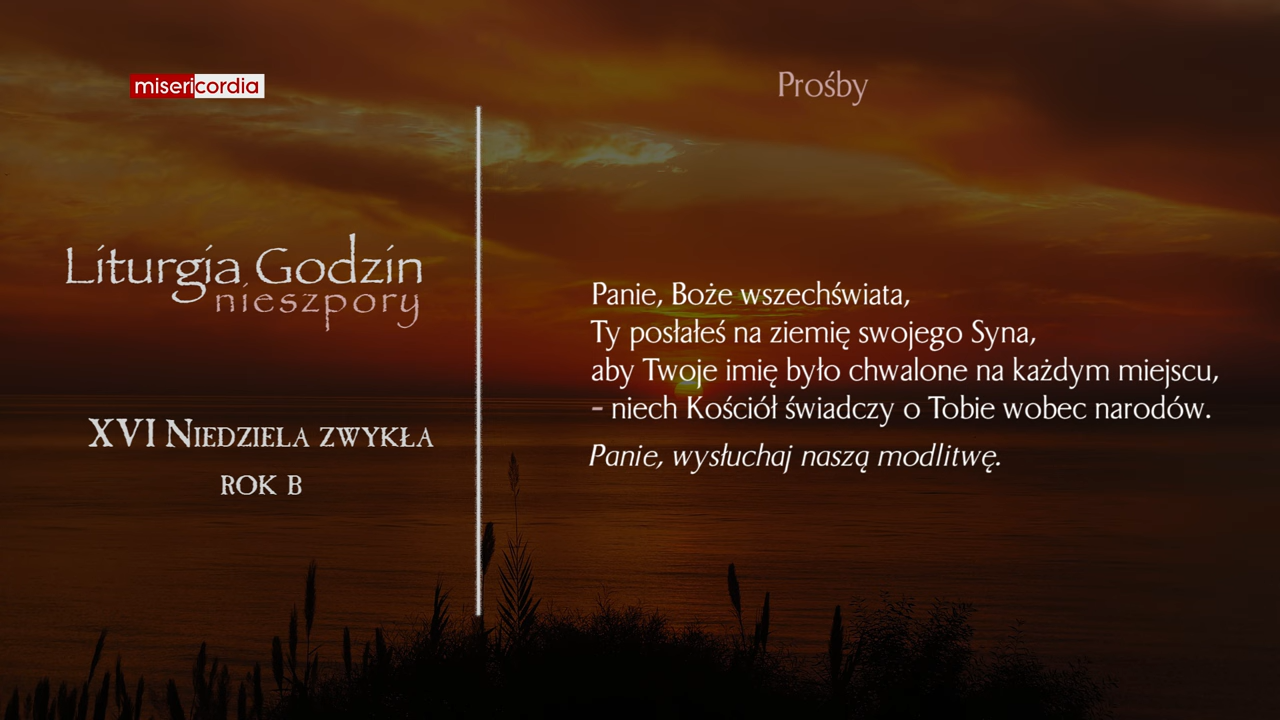 misericordia
Liturgia Godzin
nieszpory
XVI Niedziela zwykła
rok B
Prośby
Panie, Boże wszechświata,
Ty posłałeś na ziemię swojego Syna,
aby Twoje imię było chwalone na każdym miejscu,
- niech Kościół świadczy o Tobie wobec narodów.
Panie, wysłuchaj naszą modlitwę.